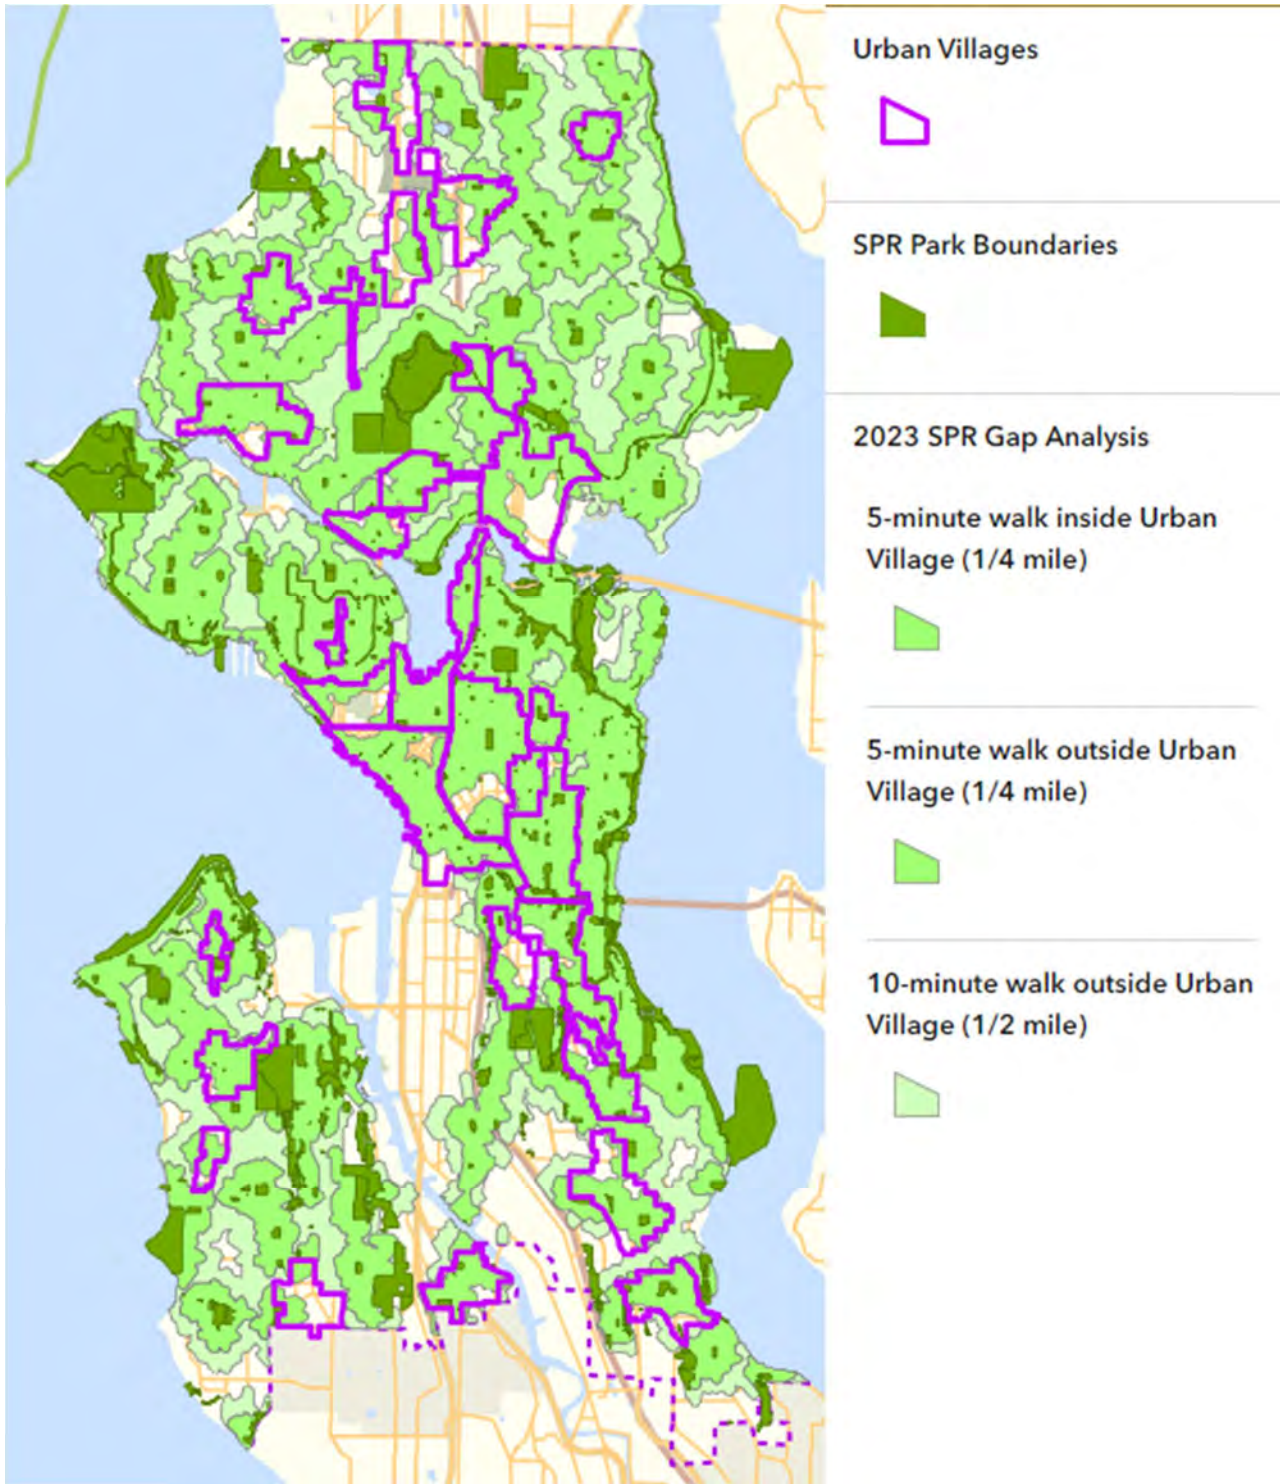 Urban Villages
SPR Park Boundaries
2023 SPR Gap Analysis
5-minute walk inside Urban
Village (1/4 mile)
5-minute walk outside Urban
Village (1/4 mile)
10-minute walk outside Urban
Village (1/2 mile)